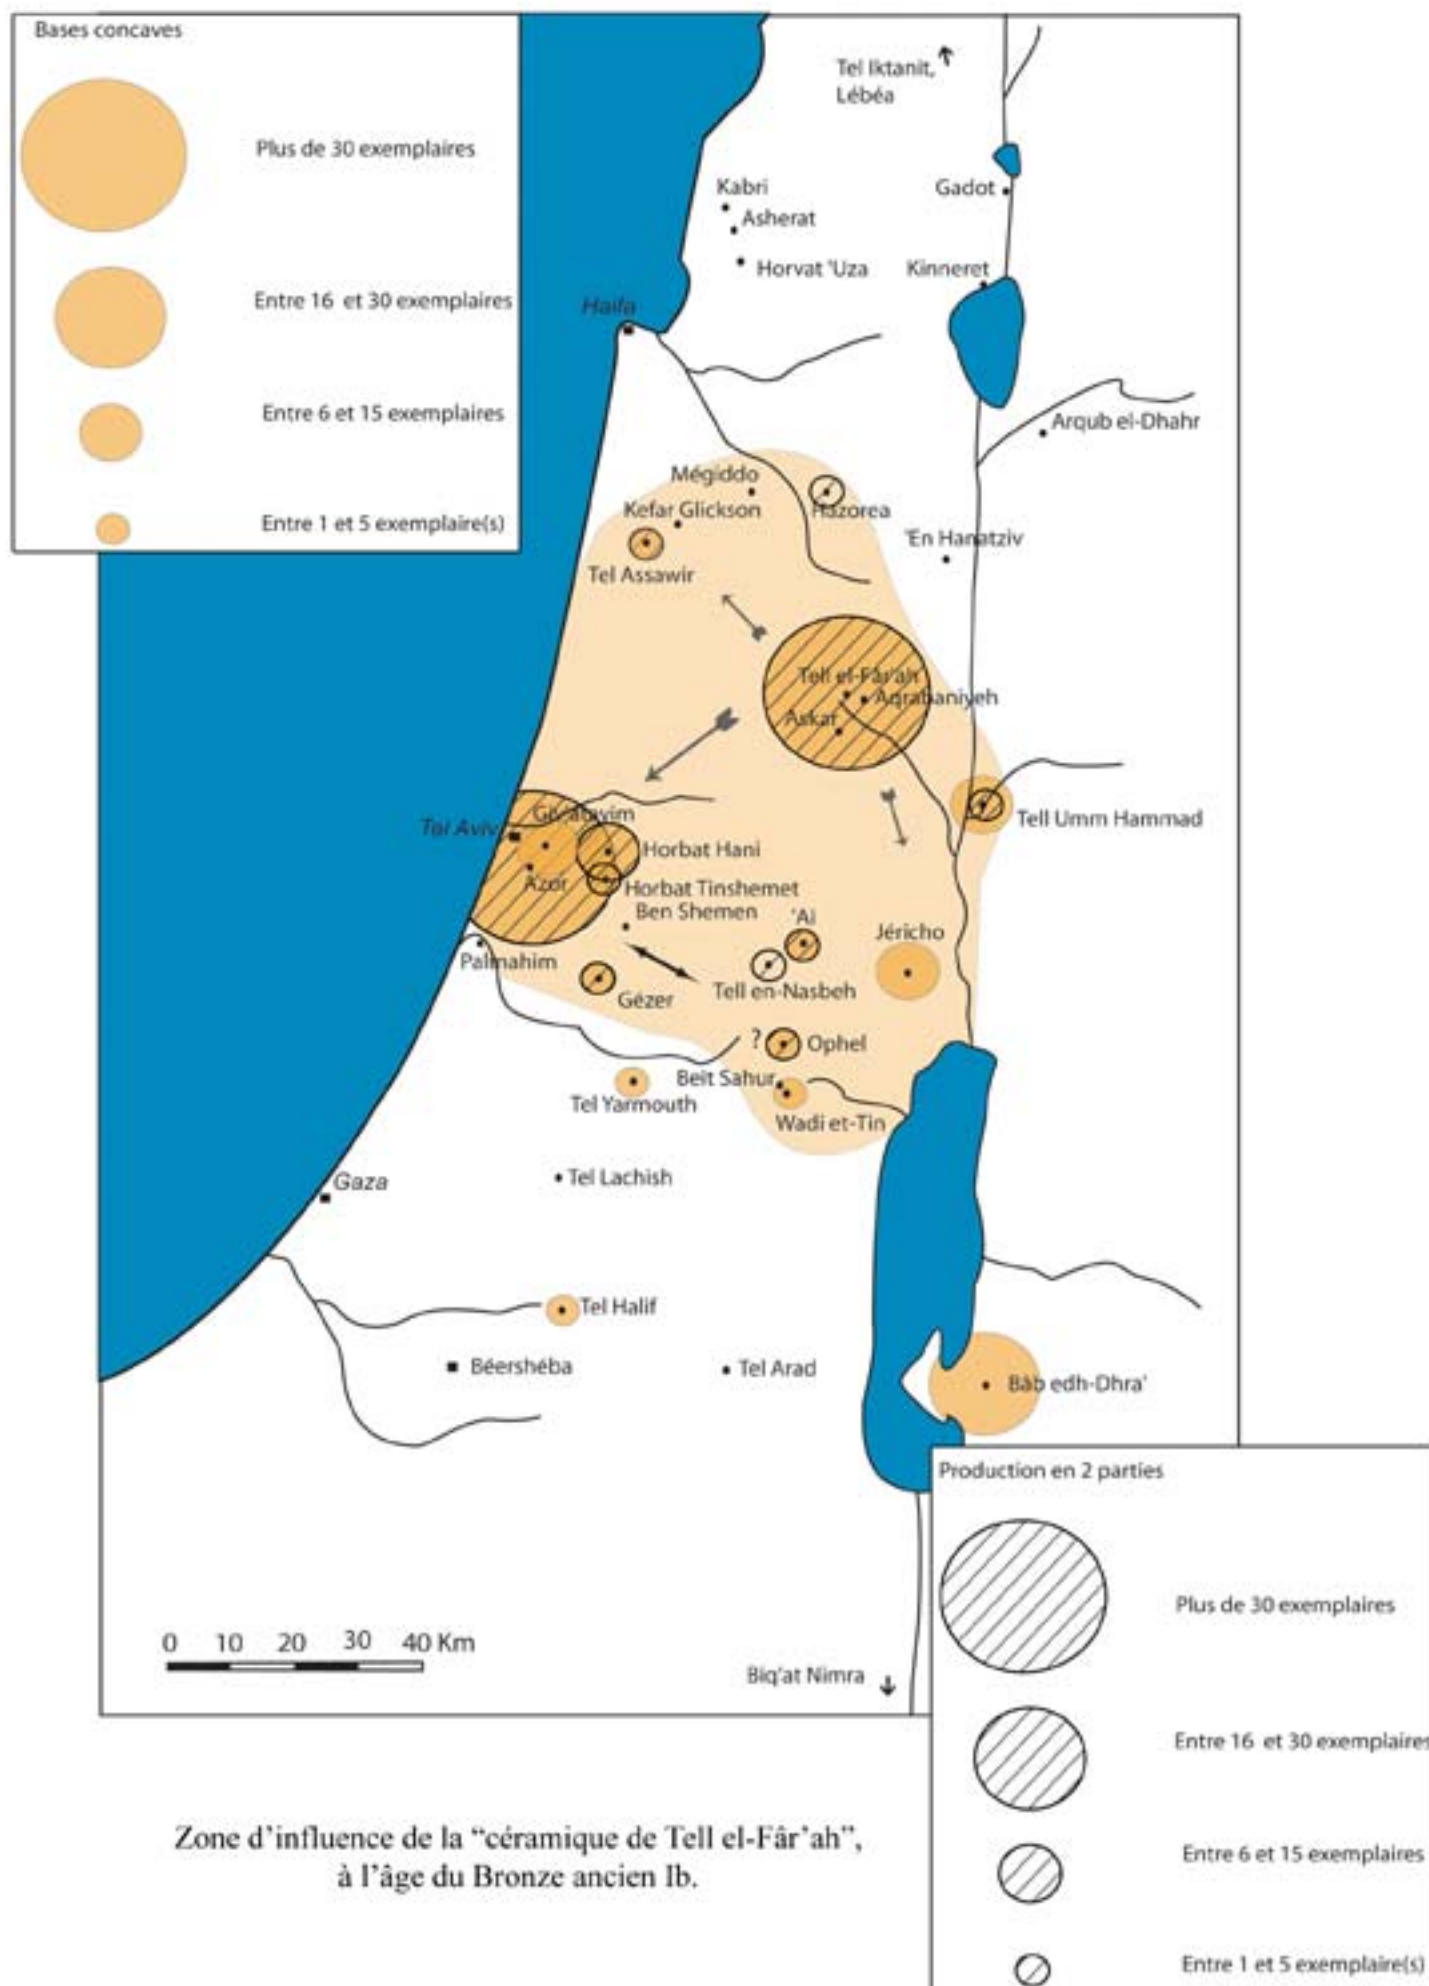 Bases concaves
Plus de 30 exemplaires
Entre 16 et 30 exemplaires
Entre 6 et 15 exemplaires
Entre 1 et 5 exemplaire(s)
Tel Iktanit,
Lébéa
Kabri
Gadot
Asherat
Horvat 'Uza
Kinneret
Haifa
Arqub el-Dhahr
Mégiddo
Kefar Glickson
Hazorea
'En Hanatziv
Tel Assawir
Tell el-Fâr'ah
Aqrabaniyeh
Askar
Giv'atayim
Tell Umm Hammad
Tel Aviv
Horbat Hani
Azor
Horbat Tinshemet
Ben Shemen
'Ai
Jéricho
Palmahim
Tell en-Nasbeh
Gézer
?
Ophel
Beit Sahur
Tel Yarmouth
Wadi et-Tin
Tel Lachish
Gaza
Tel Halif
Béershéba
Tel Arad
Bâb edh-Dhra'
Production en 2 parties
Plus de 30 exemplaires
Entre 16 et 30 exemplaires
Entre 6 et 15 exemplaires
Entre 1 et 5 exemplaire(s)
0 10 20 30 40 Km
Biq'at Nimra
Zone d'influence de la “céramique de Tell el-Fâr'ah”,
à l'âge du Bronze ancien Ib.